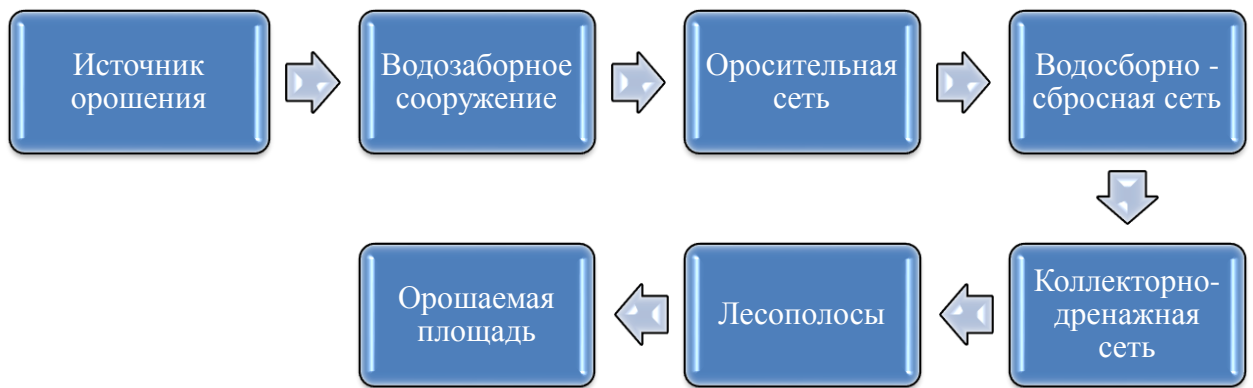 Источник
орошения
Водозаборное
сооружение
Оросительная
сеть
Водосборно -
сбросная сеть
Коллекторно-
дренажная
сеть
Лесополосы
Орошаемая
площадь